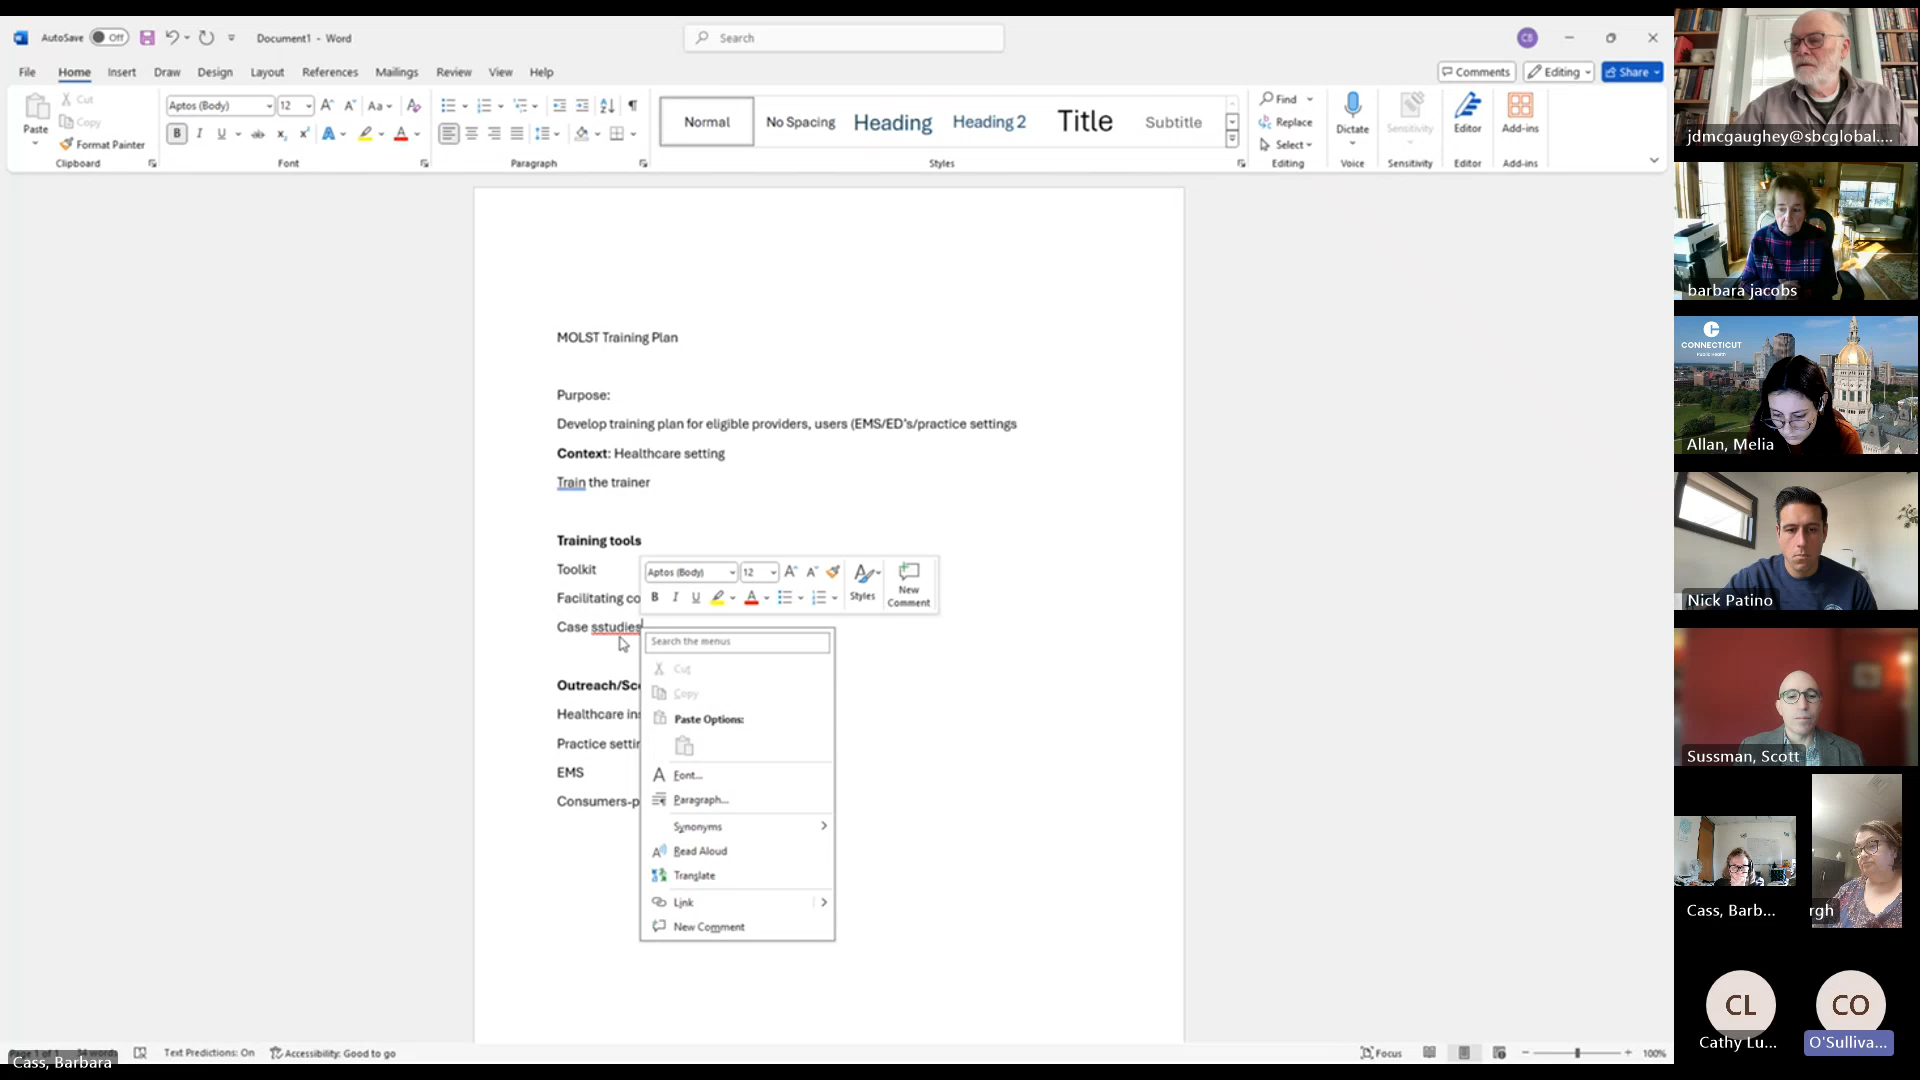 AutoSave Off Document1 - Word Search CB
File Home Insert Draw Design Layout References Mailings Review View Help Comments Editing Share
Paste Cut Copy Format Painter Clipboard
Aptos (Body) 12 Font
Paragraph
Normal No Spacing Heading Heading 2 Title Subtitle Styles
Find Replace Select Editing
Dictate Voice
Sensitivity Sensitivity
Editor Editor
Add-ins Add-ins
MOLST Training Plan
Purpose:
Develop training plan for eligible providers, users (EMS/ED's/practice settings
Context: Healthcare setting
Train the trainer
Training tools
Toolkit
Facilitating co
Case sstudies
Outreach/Sc
Healthcare in
Practice settin
EMS
Consumers-p
Aptos (Body) 12
B I U Styles New Comment
Search the menus
Cut
Copy
Paste Options:
Font...
Paragraph...
Synonyms
Read Aloud
Translate
Link
New Comment
Text Predictions: On Accessibility: Good to go Focus 100%
Cass, Barbara
jdmcgaughey@sbcglobal....
barbara jacobs
CONNECTICUT
Public Health
Allan, Melia
Nick Patino
Sussman, Scott
Cass, Barb...
rgh
CL
Cathy Lu...
CO
O'Sulliva...